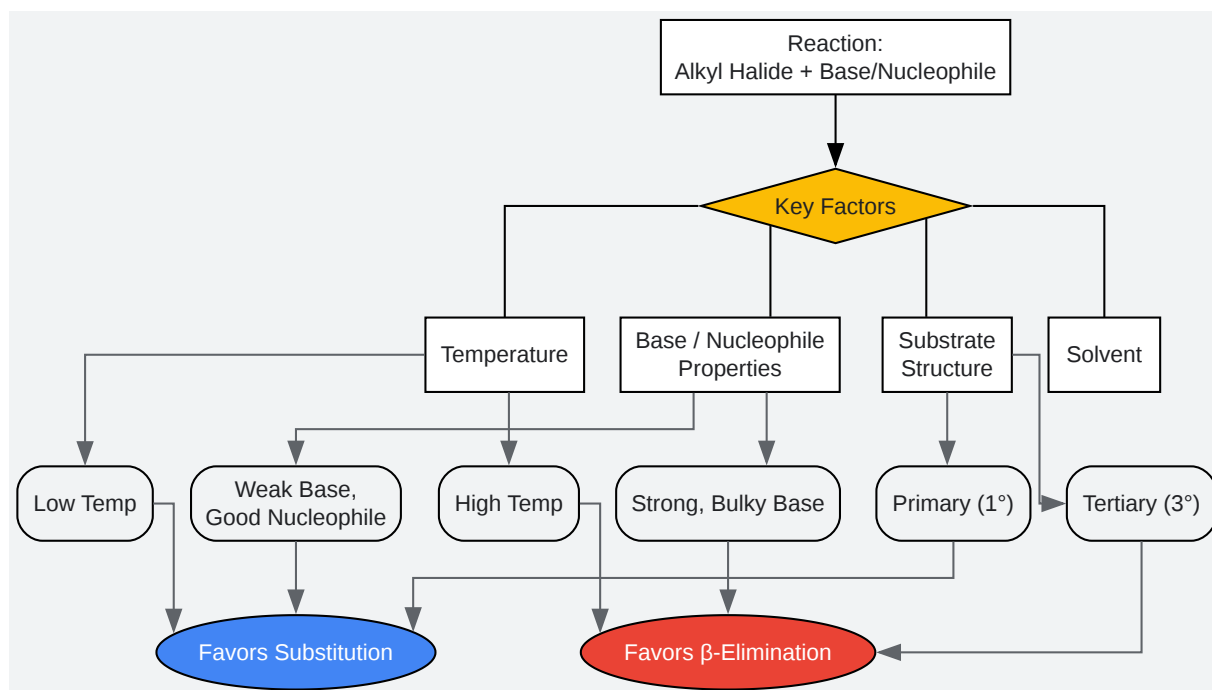 Reaction:
Alkyl Halide + Base/Nucleophile
Key Factors
Temperature
Base / Nucleophile
Properties
Substrate
Structure
Solvent
Low Temp
Weak Base,
Good Nucleophile
High Temp
Strong, Bulky Base
Primary (1°)
Tertiary (3°)
Favors Substitution
Favors β-Elimination